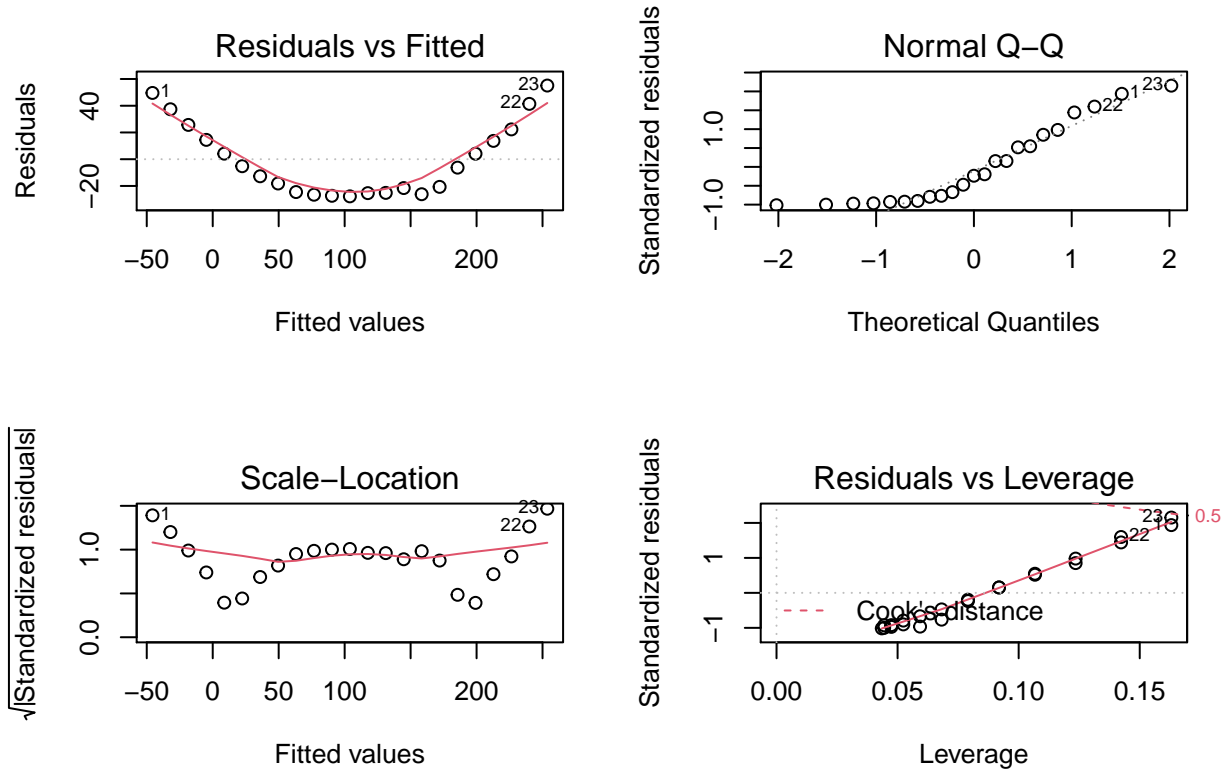 Residuals vs Fitted
Residuals
40
−20
1
22
23
−50 0 50 100 200
Fitted values
Normal Q−Q
Standardized residuals
1.0
−1.0
22
1
23
−2 −1 0 1 2
Theoretical Quantiles
Scale−Location
√|Standardized residuals|
1.0
0.0
1
22
23
−50 0 50 100 200
Fitted values
Residuals vs Leverage
Standardized residuals
1
−1
23
1
22
0.5
Cook's distance
0.00 0.05 0.10 0.15
Leverage